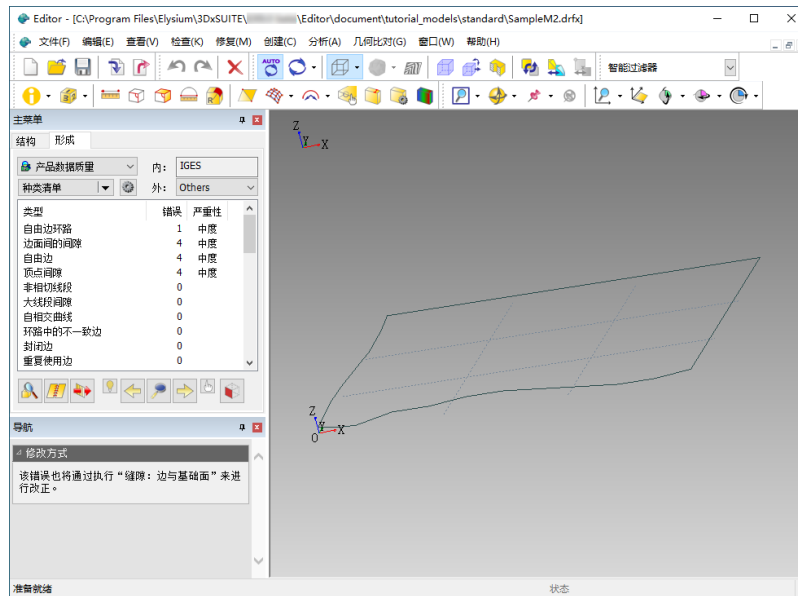 Editor - [C:\Program Files\Elysium\3DxSUITE\ \Editor\document\tutorial_models\standard\SampleM2.drfx]
文件(F) 编辑(E) 查看(V) 检查(K) 修复(M) 创建(C) 分析(A) 几何比对(G) 窗口(W) 帮助(H)
AUTO 智能过滤器
主菜单
结构 形成
产品数据质量 内: IGES
种类清单 外: Others
类型 错误 严重性
自由边环路 1 中度
边面间的间隙 4 中度
自由边 4 中度
顶点间隙 4 中度
非相切线段 0
大线段间隙 0
自相交曲线 0
环路中的不一致边 0
封闭边 0
重复使用边 0
导航
修改方式
该错误也将通过执行“缝隙：边与基础面”来进
行改正。
Z
Y X
Z
Y X
O
准备就绪 状态